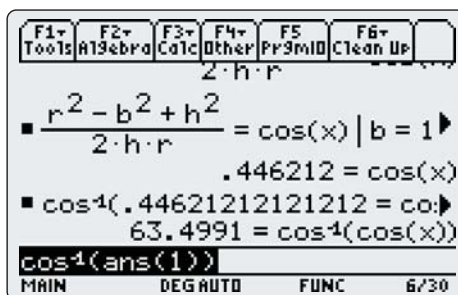 F1▾ F2▾ F3▾ F4▾ F5 F6▾
Tools Algebra Calc Other PrgmIO Clean Up
2·h·r
▪ r² - b² + h² / 2·h·r = cos(x) | b = 1▶
.446212 = cos(x)
▪ cos⁻¹(.44621212121212 = co:▶
63.4991 = cos⁻¹(cos(x))
cos⁻¹(ans(1))
MAIN DEG AUTO FUNC 6/30